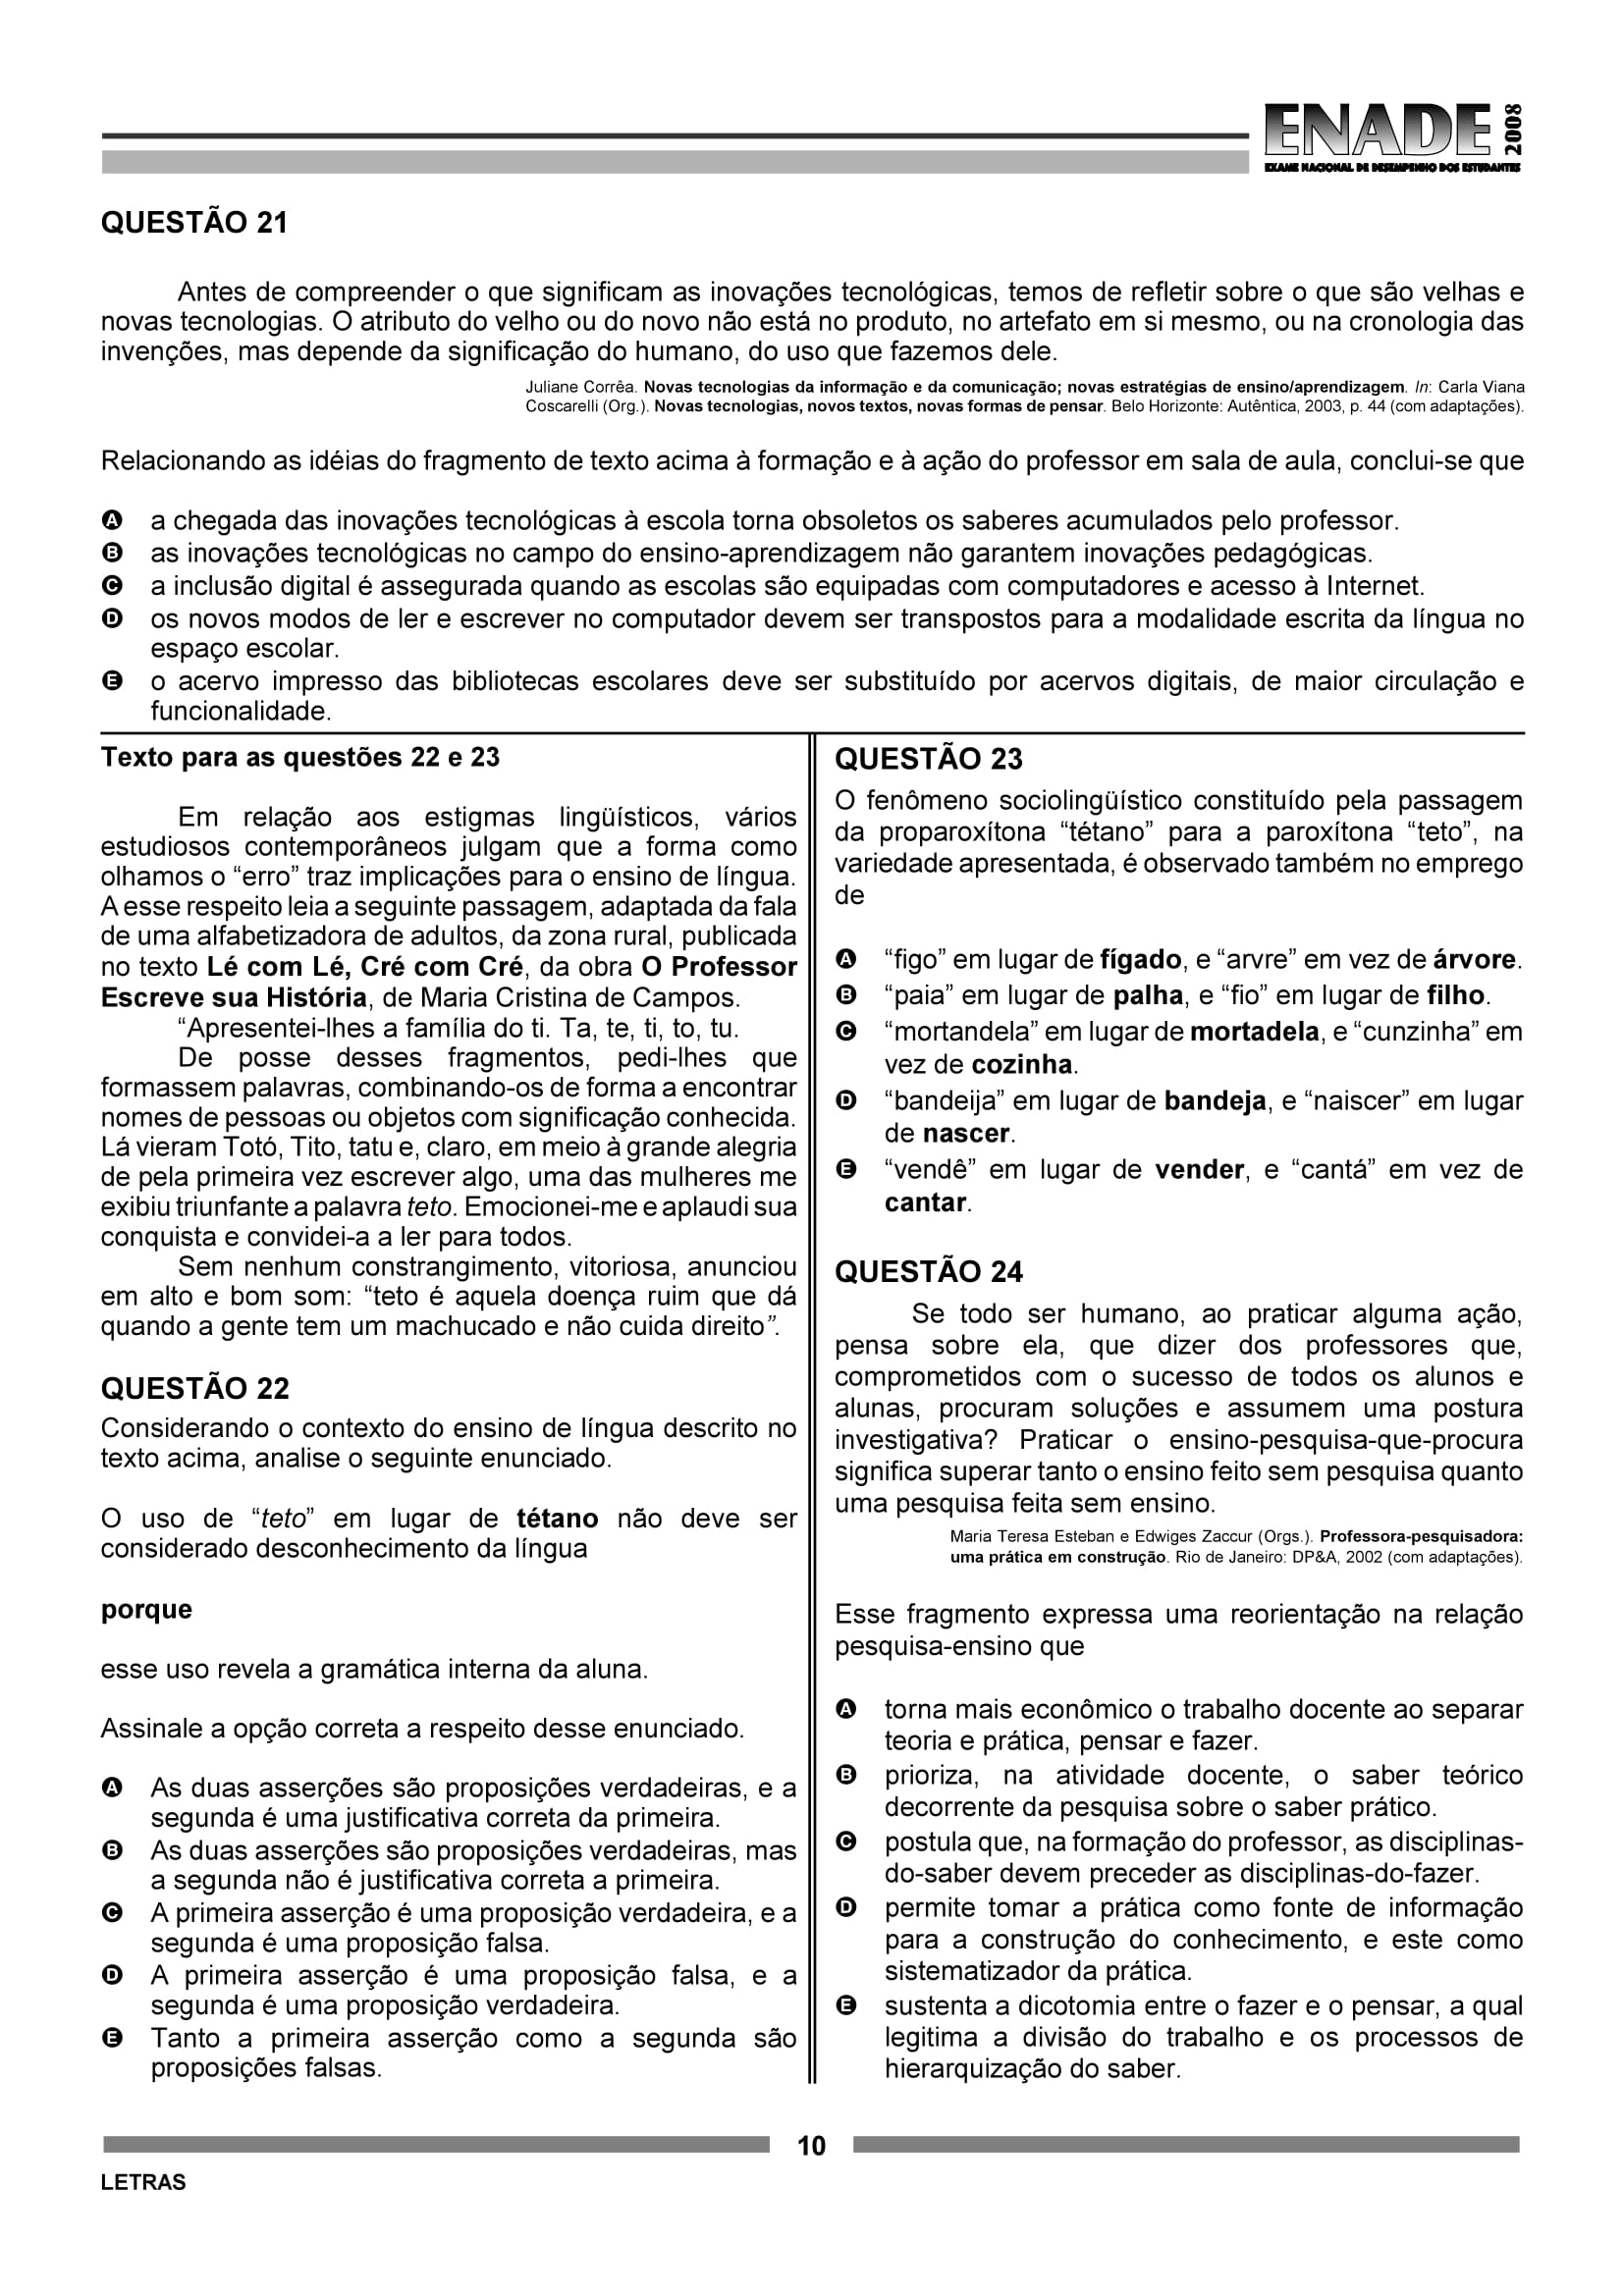 ENADE
2008
EXAME NACIONAL DE DESEMPENHO DOS ESTUDANTES
QUESTÃO 21
Antes de compreender o que significam as inovações tecnológicas, temos de refletir sobre o que são velhas e
novas tecnologias. O atributo do velho ou do novo não está no produto, no artefato em si mesmo, ou na cronologia das
invenções, mas depende da significação do humano, do uso que fazemos dele.
Juliane Corrêa. Novas tecnologias da informação e da comunicação; novas estratégias de ensino/aprendizagem. In: Carla Viana
Coscarelli (Org.). Novas tecnologias, novos textos, novas formas de pensar. Belo Horizonte: Autêntica, 2003, p. 44 (com adaptações).
Relacionando as idéias do fragmento de texto acima à formação e à ação do professor em sala de aula, conclui-se que
A a chegada das inovações tecnológicas à escola torna obsoletos os saberes acumulados pelo professor.
B as inovações tecnológicas no campo do ensino-aprendizagem não garantem inovações pedagógicas.
C a inclusão digital é assegurada quando as escolas são equipadas com computadores e acesso à Internet.
D os novos modos de ler e escrever no computador devem ser transpostos para a modalidade escrita da língua no
espaço escolar.
E o acervo impresso das bibliotecas escolares deve ser substituído por acervos digitais, de maior circulação e
funcionalidade.
Texto para as questões 22 e 23
Em relação aos estigmas lingüísticos, vários
estudiosos contemporâneos julgam que a forma como
olhamos o “erro” traz implicações para o ensino de língua.
A esse respeito leia a seguinte passagem, adaptada da fala
de uma alfabetizadora de adultos, da zona rural, publicada
no texto Lé com Lé, Cré com Cré, da obra O Professor
Escreve sua História, de Maria Cristina de Campos.
“Apresentei-lhes a família do ti. Ta, te, ti, to, tu.
De posse desses fragmentos, pedi-lhes que
formassem palavras, combinando-os de forma a encontrar
nomes de pessoas ou objetos com significação conhecida.
Lá vieram Totó, Tito, tatu e, claro, em meio à grande alegria
de pela primeira vez escrever algo, uma das mulheres me
exibiu triunfante a palavra teto. Emocionei-me e aplaudi sua
conquista e convidei-a a ler para todos.
Sem nenhum constrangimento, vitoriosa, anunciou
em alto e bom som: “teto é aquela doença ruim que dá
quando a gente tem um machucado e não cuida direito”.
QUESTÃO 22
Considerando o contexto do ensino de língua descrito no
texto acima, analise o seguinte enunciado.
O uso de “teto” em lugar de tétano não deve ser
considerado desconhecimento da língua
porque
esse uso revela a gramática interna da aluna.
Assinale a opção correta a respeito desse enunciado.
A As duas asserções são proposições verdadeiras, e a
segunda é uma justificativa correta da primeira.
B As duas asserções são proposições verdadeiras, mas
a segunda não é justificativa correta a primeira.
C A primeira asserção é uma proposição verdadeira, e a
segunda é uma proposição falsa.
D A primeira asserção é uma proposição falsa, e a
segunda é uma proposição verdadeira.
E Tanto a primeira asserção como a segunda são
proposições falsas.
QUESTÃO 23
O fenômeno sociolingüístico constituído pela passagem
da proparoxítona “tétano” para a paroxítona “teto”, na
variedade apresentada, é observado também no emprego
de
A “figo” em lugar de fígado, e “arvre” em vez de árvore.
B “paia” em lugar de palha, e “fio” em lugar de filho.
C “mortandela” em lugar de mortadela, e “cunzinha” em
vez de cozinha.
D “bandeija” em lugar de bandeja, e “naiscer” em lugar
de nascer.
E “vendê” em lugar de vender, e “cantá” em vez de
cantar.
QUESTÃO 24
Se todo ser humano, ao praticar alguma ação,
pensa sobre ela, que dizer dos professores que,
comprometidos com o sucesso de todos os alunos e
alunas, procuram soluções e assumem uma postura
investigativa? Praticar o ensino-pesquisa-que-procura
significa superar tanto o ensino feito sem pesquisa quanto
uma pesquisa feita sem ensino.
Maria Teresa Esteban e Edwiges Zaccur (Orgs.). Professora-pesquisadora:
uma prática em construção. Rio de Janeiro: DP&A, 2002 (com adaptações).
Esse fragmento expressa uma reorientação na relação
pesquisa-ensino que
A torna mais econômico o trabalho docente ao separar
teoria e prática, pensar e fazer.
B prioriza, na atividade docente, o saber teórico
decorrente da pesquisa sobre o saber prático.
C postula que, na formação do professor, as disciplinas-
do-saber devem preceder as disciplinas-do-fazer.
D permite tomar a prática como fonte de informação
para a construção do conhecimento, e este como
sistematizador da prática.
E sustenta a dicotomia entre o fazer e o pensar, a qual
legitima a divisão do trabalho e os processos de
hierarquização do saber.
10
LETRAS